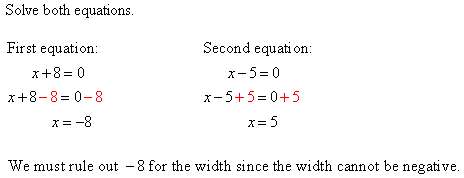 Solve both equations.
First equation: Second equation:
x+8=0 x−5=0
x+8−8=0−8 x−5+5=0+5
x=−8 x=5
We must rule out −8 for the width since the width cannot be negative.